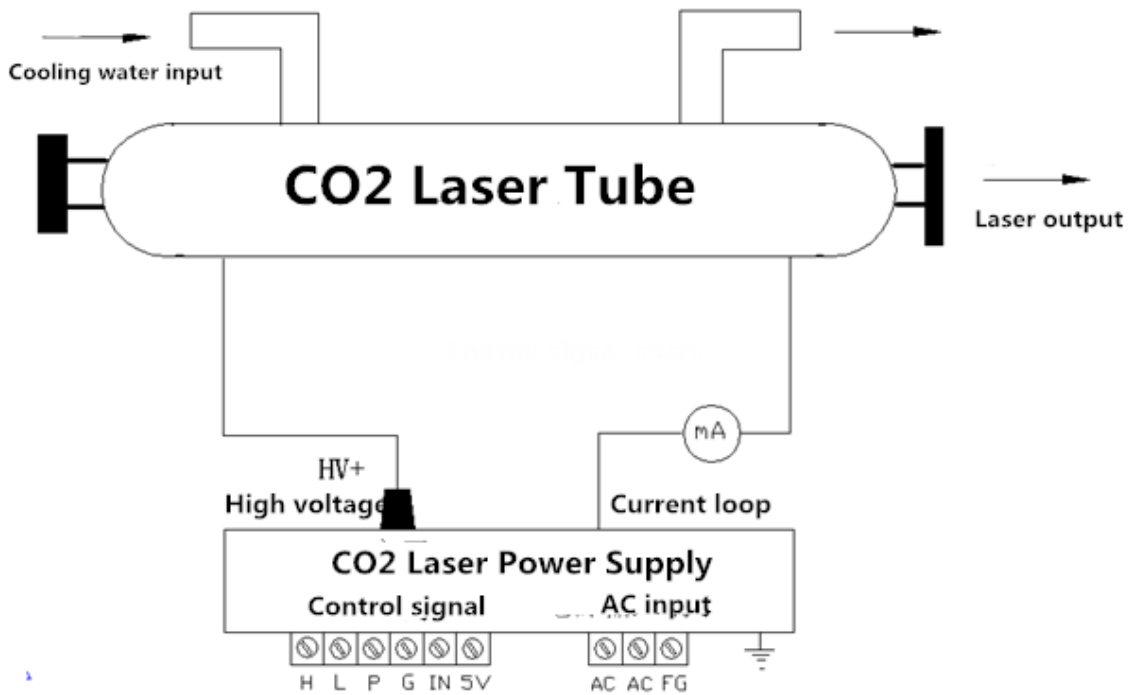 Cooling water input
CO2 Laser Tube
Laser output
mA
HV+
High voltage
Current loop
CO2 Laser Power Supply
Control signal
AC input
H L P G IN 5V
AC AC FG